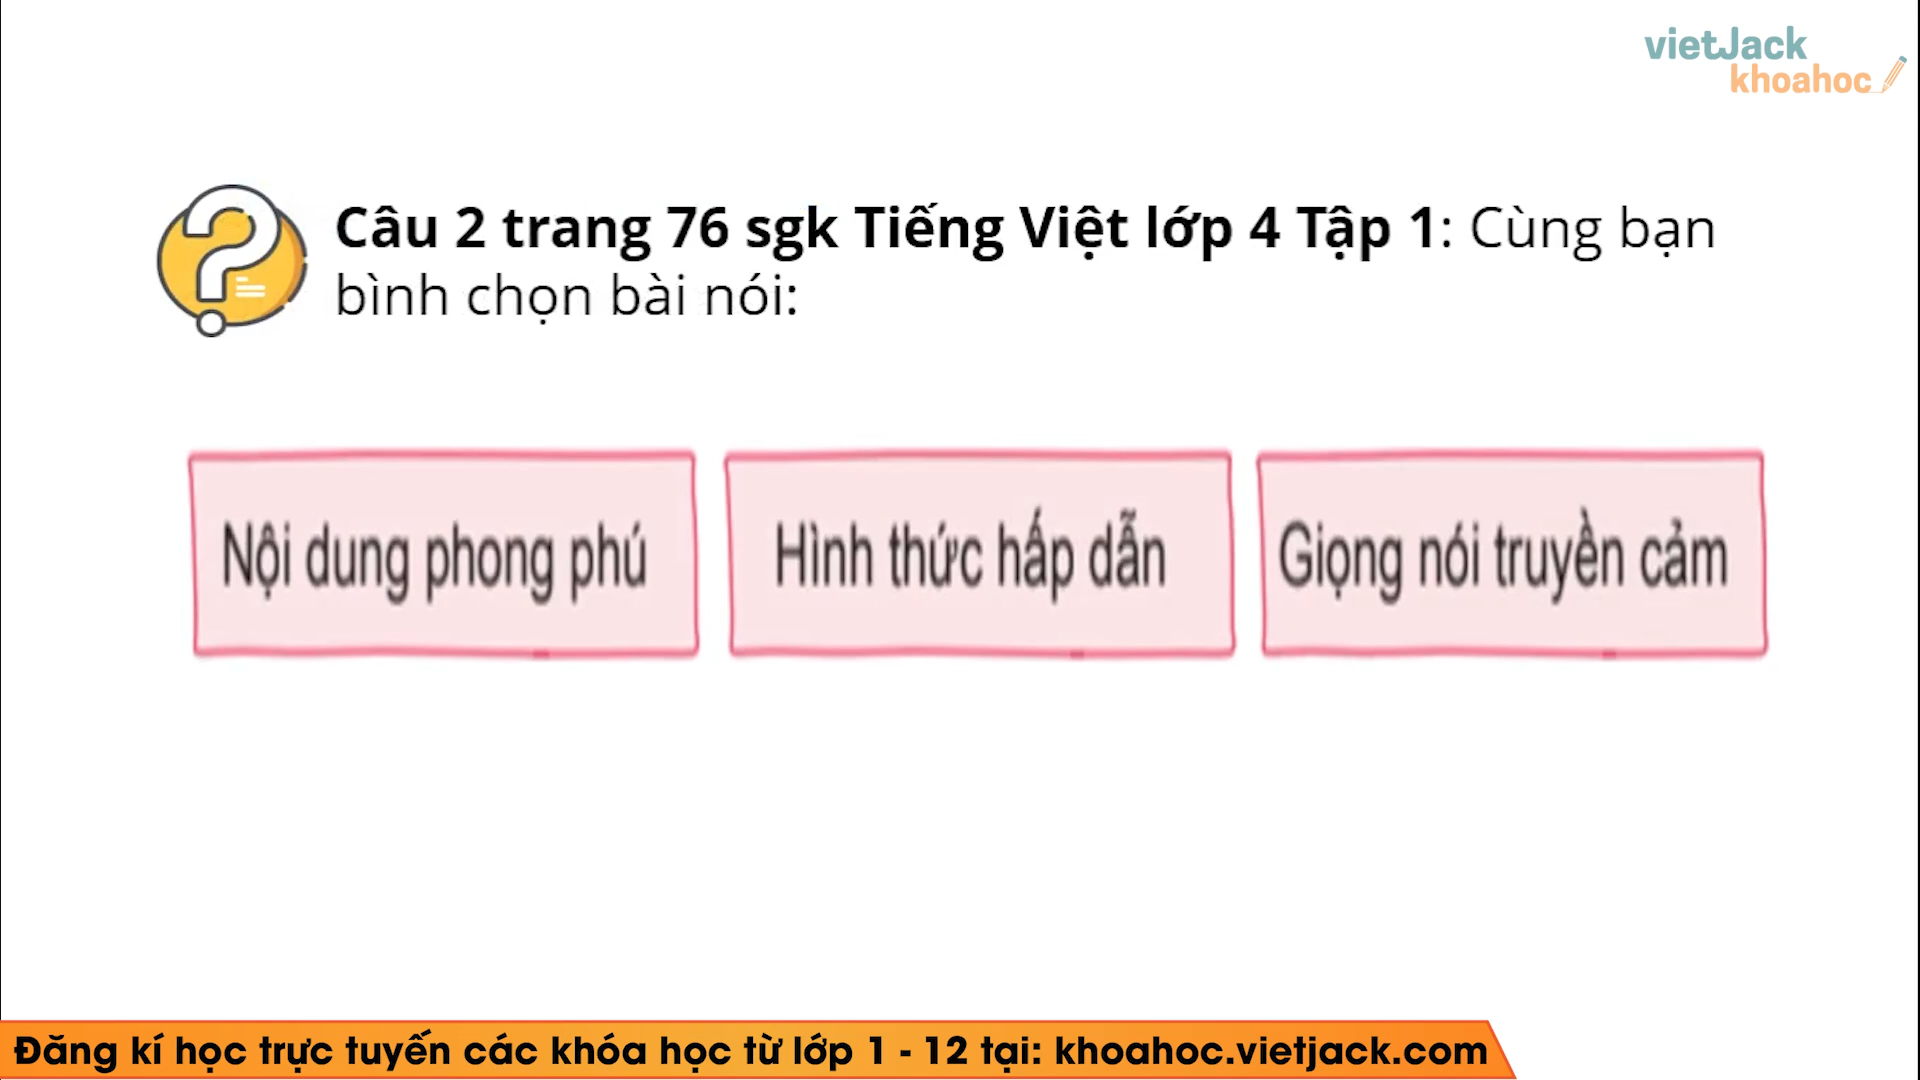 vietJack
khoahoc
Câu 2 trang 76 sgk Tiếng Việt lớp 4 Tập 1: Cùng bạn
bình chọn bài nói:
Nội dung phong phú
Hình thức hấp dẫn
Giọng nói truyền cảm
Đăng kí học trực tuyến các khóa học từ lớp 1 - 12 tại: khoahoc.vietjack.com